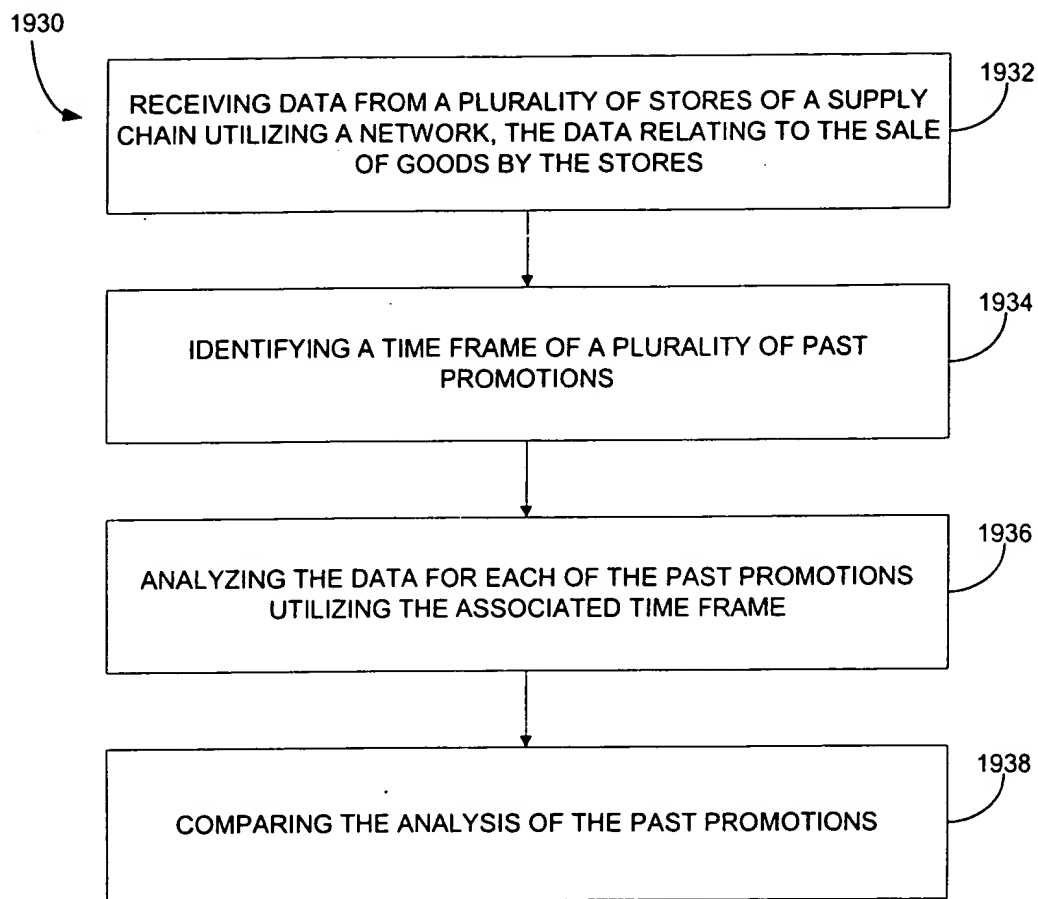 1930
1932
RECEIVING DATA FROM A PLURALITY OF STORES OF A SUPPLY
CHAIN UTILIZING A NETWORK, THE DATA RELATING TO THE SALE
OF GOODS BY THE STORES
1934
IDENTIFYING A TIME FRAME OF A PLURALITY OF PAST
PROMOTIONS
1936
ANALYZING THE DATA FOR EACH OF THE PAST PROMOTIONS
UTILIZING THE ASSOCIATED TIME FRAME
1938
COMPARING THE ANALYSIS OF THE PAST PROMOTIONS